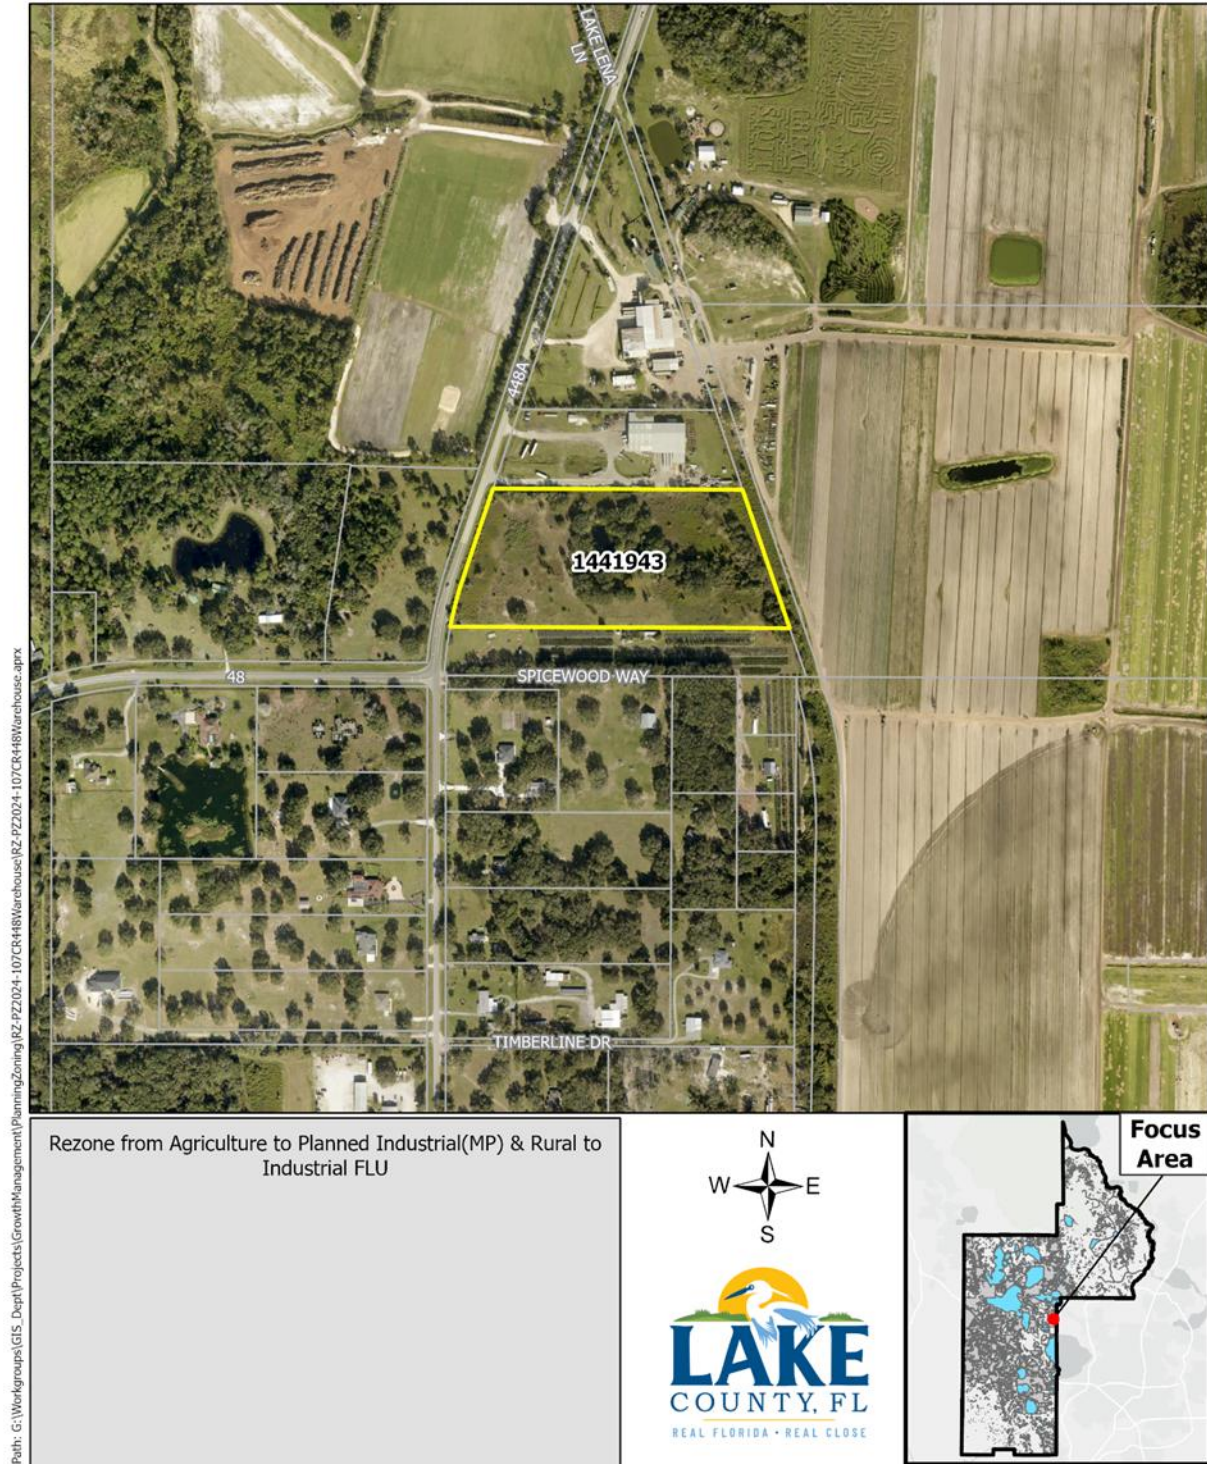 LAKE LENA
LN
448A
1441943
48
SPICEWOOD WAY
TIMBERLINE DR
Path: G:\Workgroups\GIS_Dept\Projects\GrowthManagement\PlanningZoning\RZ-PZ2024-107CR448Warehouse\RZ-PZ2024-107CR448Warehouse.aprx
Rezone from Agriculture to Planned Industrial(MP) & Rural to
Industrial FLU
N
W E
S
LAKE
COUNTY, FL
REAL FLORIDA • REAL CLOSE
Focus
Area